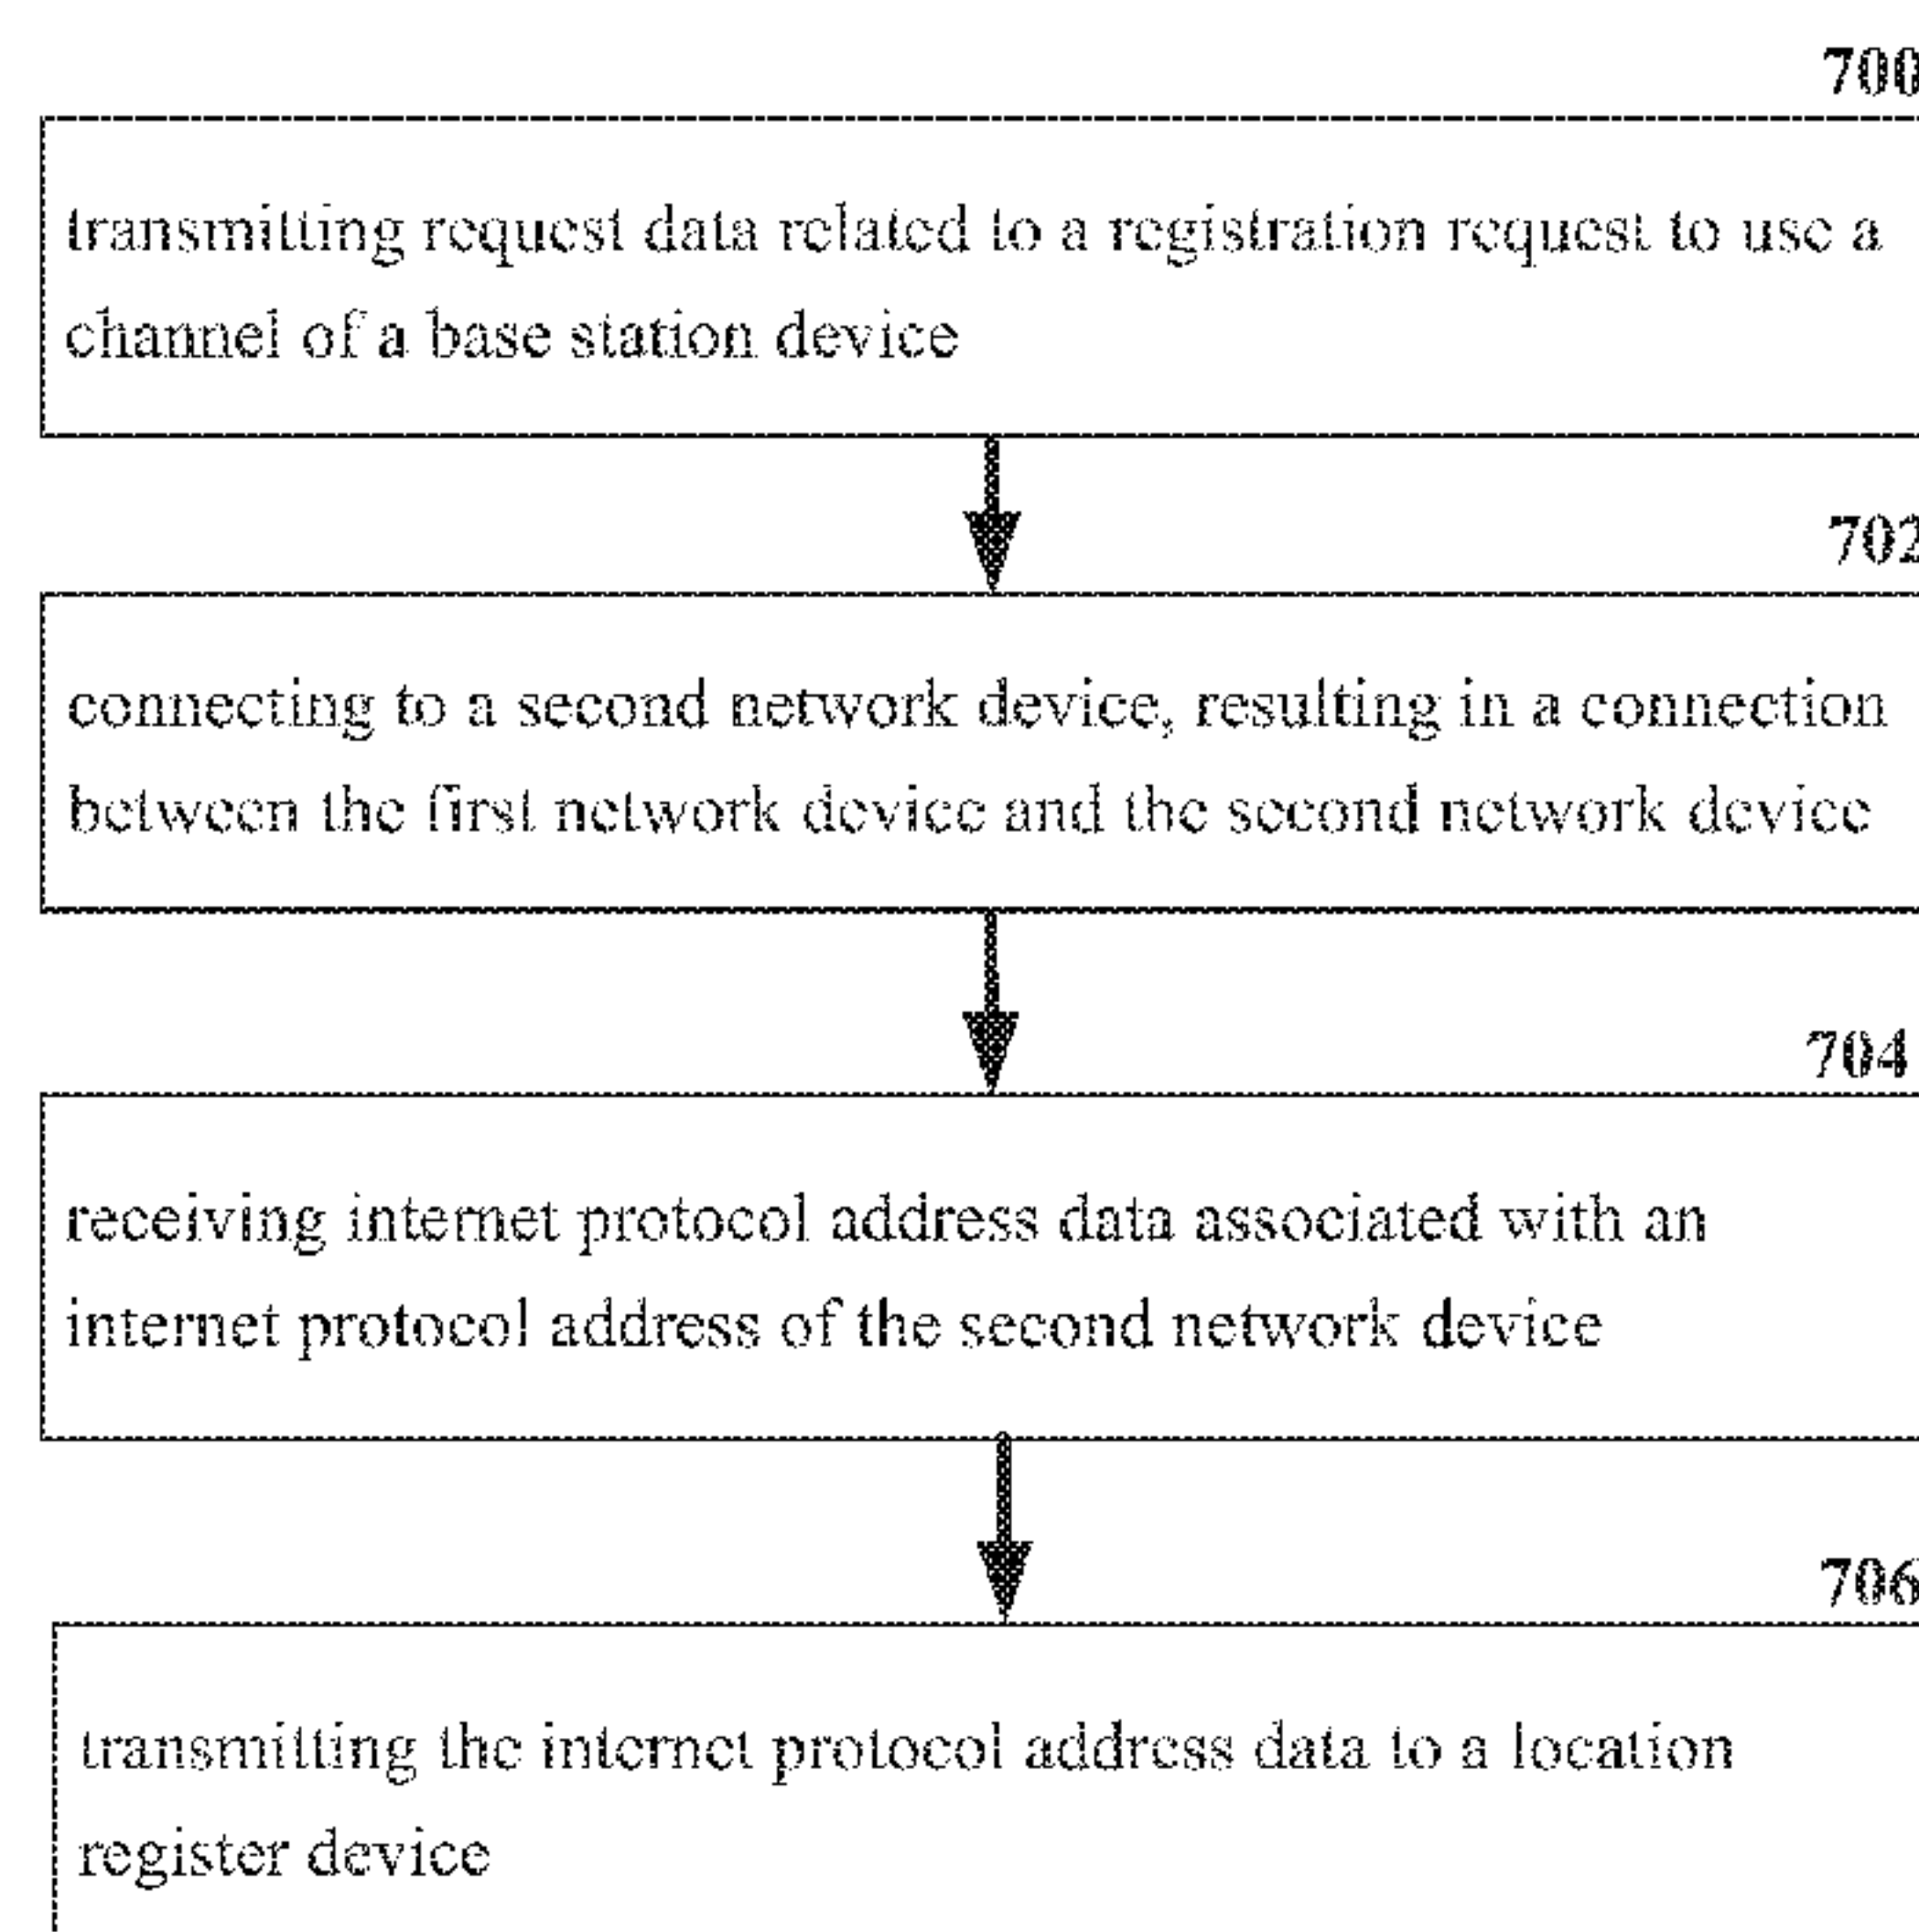 700
transmitting request data related to a registration request to use a
channel of a base station device
702
connecting to a second network device, resulting in a connection
between the first network device and the second network device
704
receiving internet protocol address data associated with an
internet protocol address of the second network device
706
transmitting the internet protocol address data to a location
register device